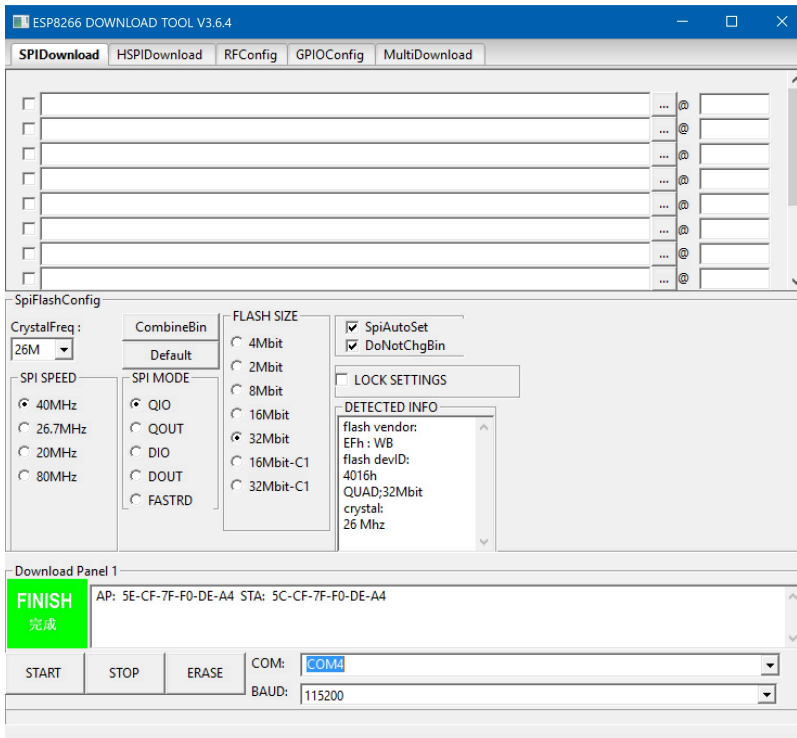 ESP8266 DOWNLOAD TOOL V3.6.4
SPIDownload HSPIDownload RFConfig GPIOConfig MultiDownload
... @
... @
... @
... @
... @
... @
... @
... @
SpiFlashConfig
CrystalFreq :
26M
CombineBin
Default
SPI SPEED
40MHz
26.7MHz
20MHz
80MHz
SPI MODE
QIO
QOUT
DIO
DOUT
FASTRD
FLASH SIZE
4Mbit
2Mbit
8Mbit
16Mbit
32Mbit
16Mbit-C1
32Mbit-C1
SpiAutoSet
DoNotChgBin
LOCK SETTINGS
DETECTED INFO
flash vendor:
EFh : WB
flash devID:
4016h
QUAD;32Mbit
crystal:
26 Mhz
Download Panel 1
FINISH
完成
AP: 5E-CF-7F-F0-DE-A4 STA: 5C-CF-7F-F0-DE-A4
START STOP ERASE
COM: COM4
BAUD: 115200